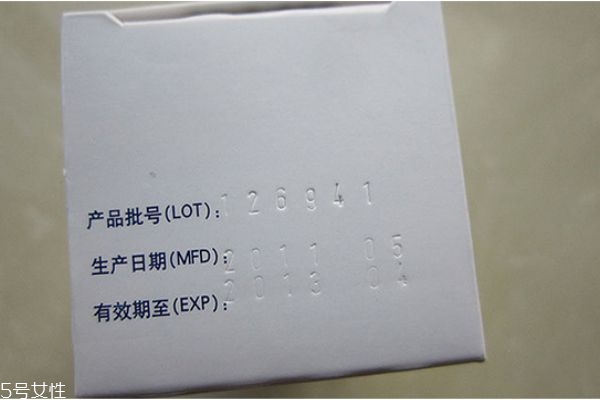 产品批号(LOT): 126941
生产日期(MFD): 2011 05
有效期至(EXP): 2013 04
5号女性